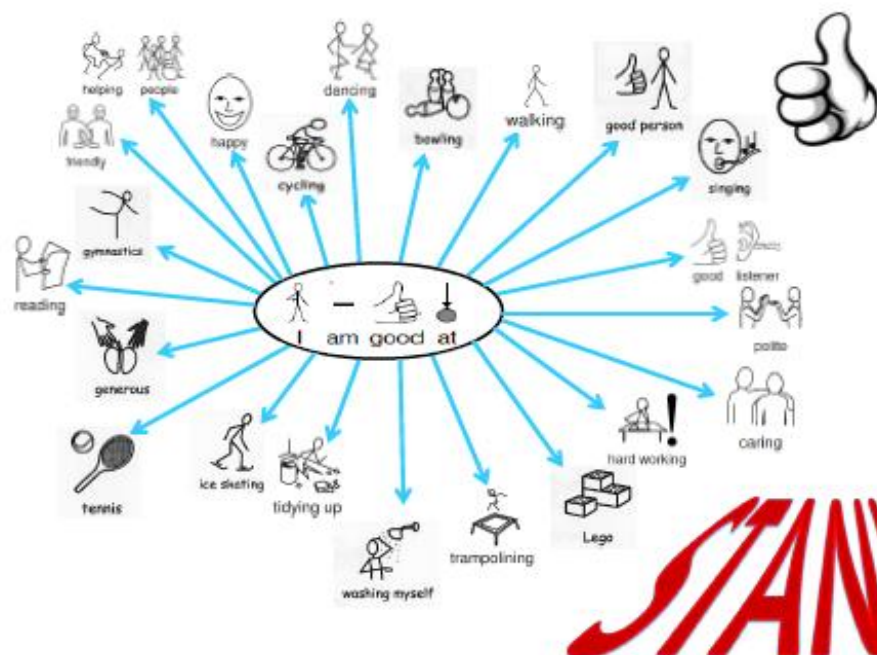 helping people
dancing
friendly
happy
cycling
bowling
walking
good person
singing
gymnastics
good listener
reading
I am good at
polite
generous
caring
hard working
tennis
ice skating
tidying up
Lego
trampolining
washing myself
STAN